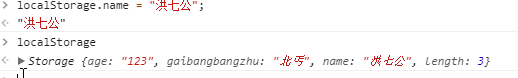 localStorage.name = "洪七公";
"洪七公"
localStorage
Storage {age: "123", gaibangbangzhu: "北丐", name: "洪七公", length: 3}